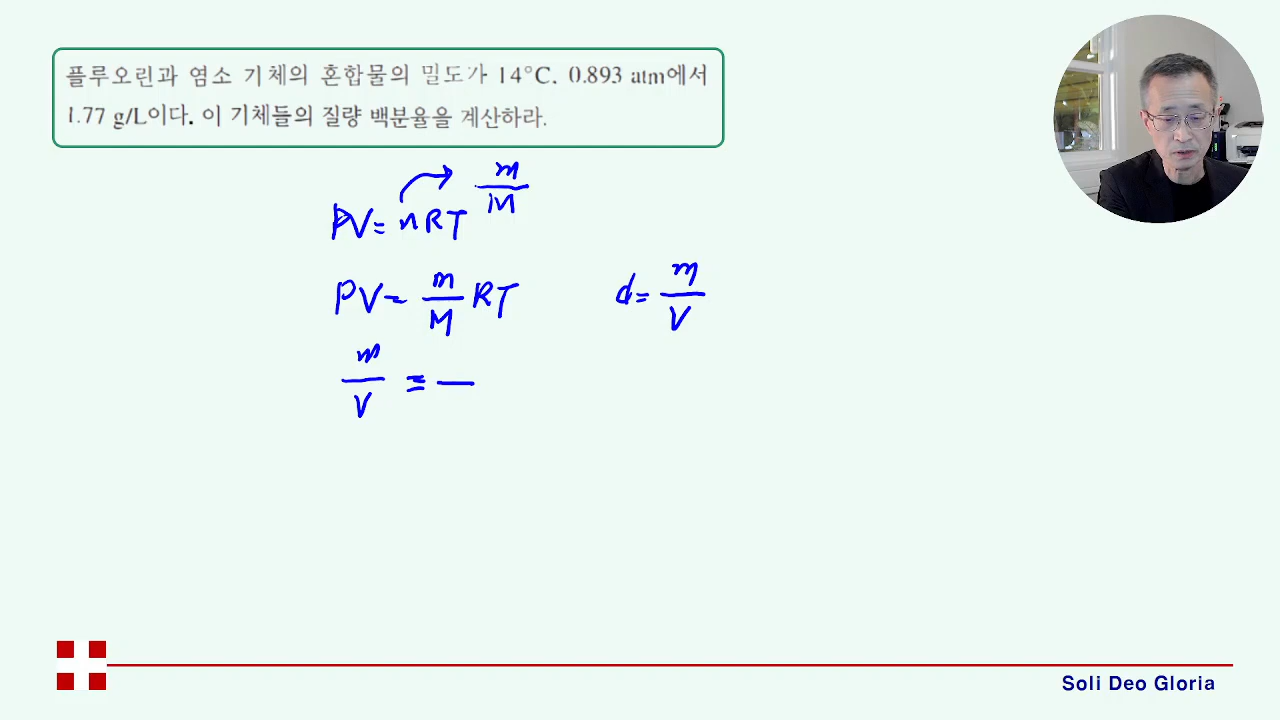 플루오린과 염소 기체의 혼합물의 밀도가 14°C, 0.893 atm에서
1.77 g/L이다. 이 기체들의 질량 백분율을 계산하라.
m/M
PV = nRT
PV = m/M RT
d = m/V
m/V = —
Soli Deo Gloria